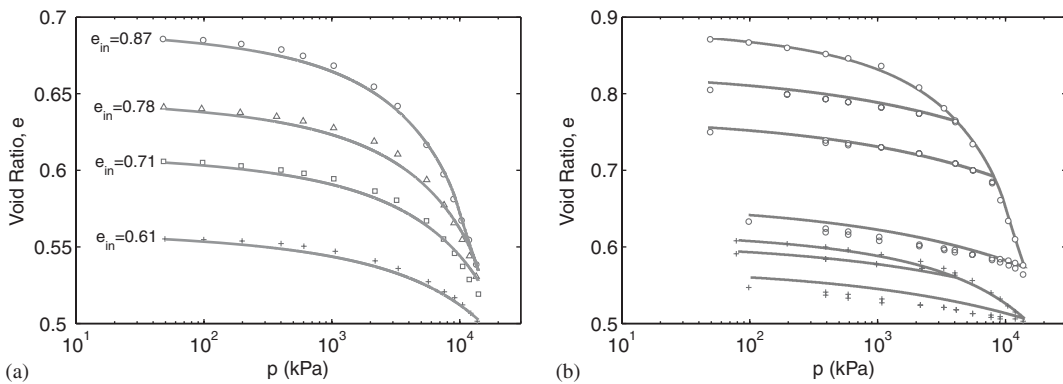 0.7
0.65
0.6
0.55
0.5
Void Ratio, e
e_in=0.87
e_in=0.78
e_in=0.71
e_in=0.61
10^1
10^2
10^3
10^4
p (kPa)
(a)
0.9
0.8
0.7
0.6
0.5
Void Ratio, e
10^1
10^2
10^3
10^4
p (kPa)
(b)